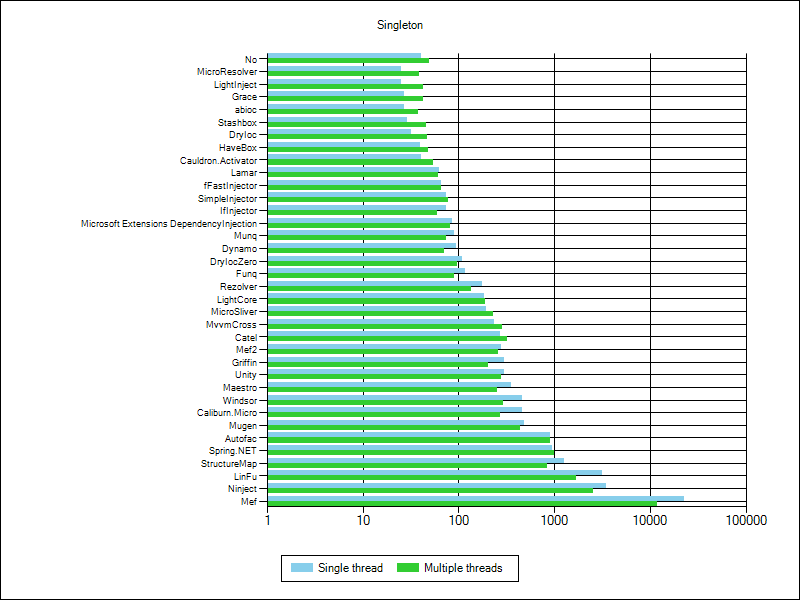 Singleton
No
MicroResolver
LightInject
Grace
abioc
Stashbox
DryIoc
HaveBox
Cauldron.Activator
Lamar
fFastInjector
SimpleInjector
IfInjector
Microsoft Extensions DependencyInjection
Munq
Dynamo
DryIocZero
Funq
Rezolver
LightCore
MicroSliver
MvvmCross
Catel
Mef2
Griffin
Unity
Maestro
Windsor
Caliburn.Micro
Mugen
Autofac
Spring.NET
StructureMap
LinFu
Ninject
Mef
1 10 100 1000 10000 100000
Single thread Multiple threads